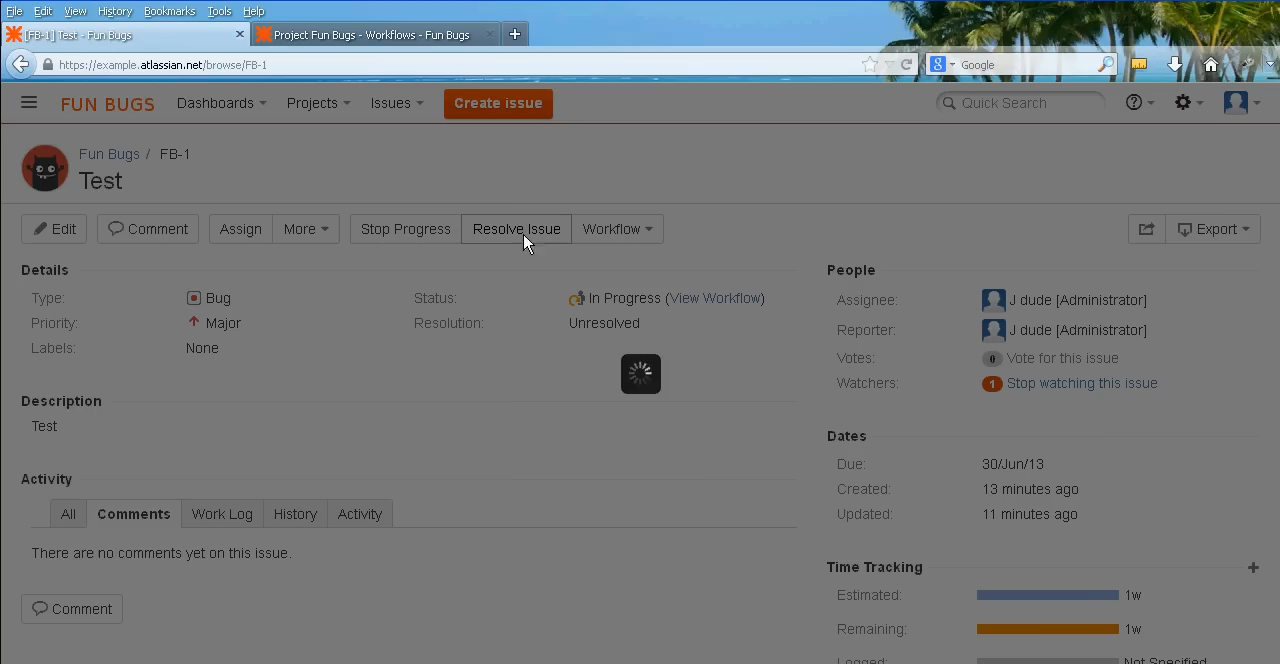 File Edit View History Bookmarks Tools Help
[FB-1] Test - Fun Bugs × Project Fun Bugs - Workflows - Fun Bugs × +
https://example.atlassian.net/browse/FB-1 8 Google
FUN BUGS Dashboards Projects Issues Create issue Quick Search
Fun Bugs / FB-1
Test
Edit Comment Assign More Stop Progress Resolve Issue Workflow Export
Details
Type: Bug Status: In Progress (View Workflow)
Priority: Major Resolution: Unresolved
Labels: None
Description
Test
Activity
All Comments Work Log History Activity
There are no comments yet on this issue.
Comment
People
Assignee: J dude [Administrator]
Reporter: J dude [Administrator]
Votes: 0 Vote for this issue
Watchers: 1 Stop watching this issue
Dates
Due: 30/Jun/13
Created: 13 minutes ago
Updated: 11 minutes ago
Time Tracking +
Estimated: 1w
Remaining: 1w
Logged: Not Specified